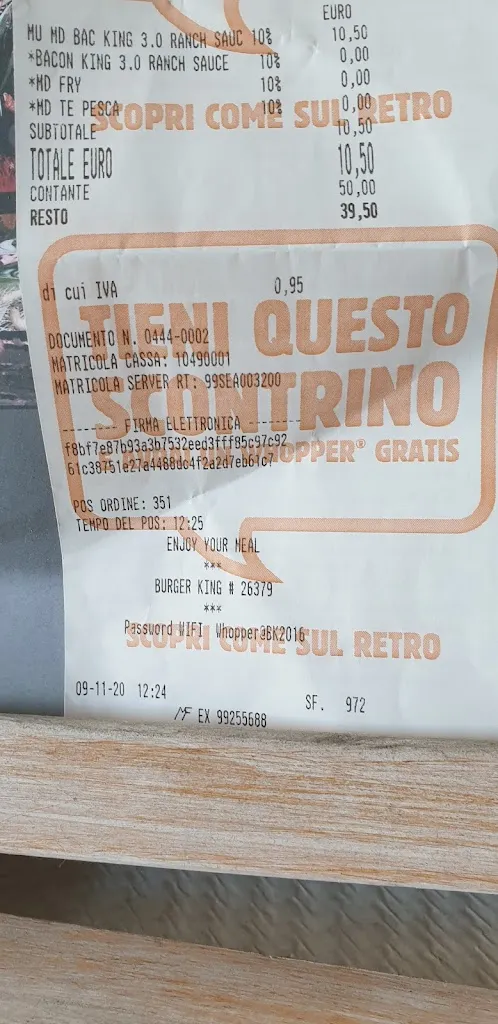 EURO
MU MD BAC KING 3.0 RANCH SAUC 10% 10,50
*BACON KING 3.0 RANCH SAUCE 10% 0,00
*MD FRY 10% 0,00
*MD TE PESCA 10% 0,00
SCOPRI COME SUL RETRO
SUBTOTALE 10,50
TOTALE EURO 10,50
CONTANTE 50,00
RESTO 39,50
di cui IVA 0,95
TIENI QUESTO
DOCUMENTO N. 0444-0002
MATRICOLA CASSA: 10490001
MATRICOLA SERVER RT: 99SEA003200
SCONTRINO
-------- FIRMA ELETTRONICA --------
f8bf7e87b93a3b7532eed3fff85c97c92
WHOPPER® GRATIS
61c38751e27e4488dc4f2a2d7eb61c7
POS ORDINE: 351
TEMPO DEL POS: 12:25
ENJOY YOUR MEAL
***
BURGER KING # 26379
***
Password WIFI Whopper@BK2016
SCOPRI COME SUL RETRO
09-11-20 12:24 SF. 972
MF EX 99255688